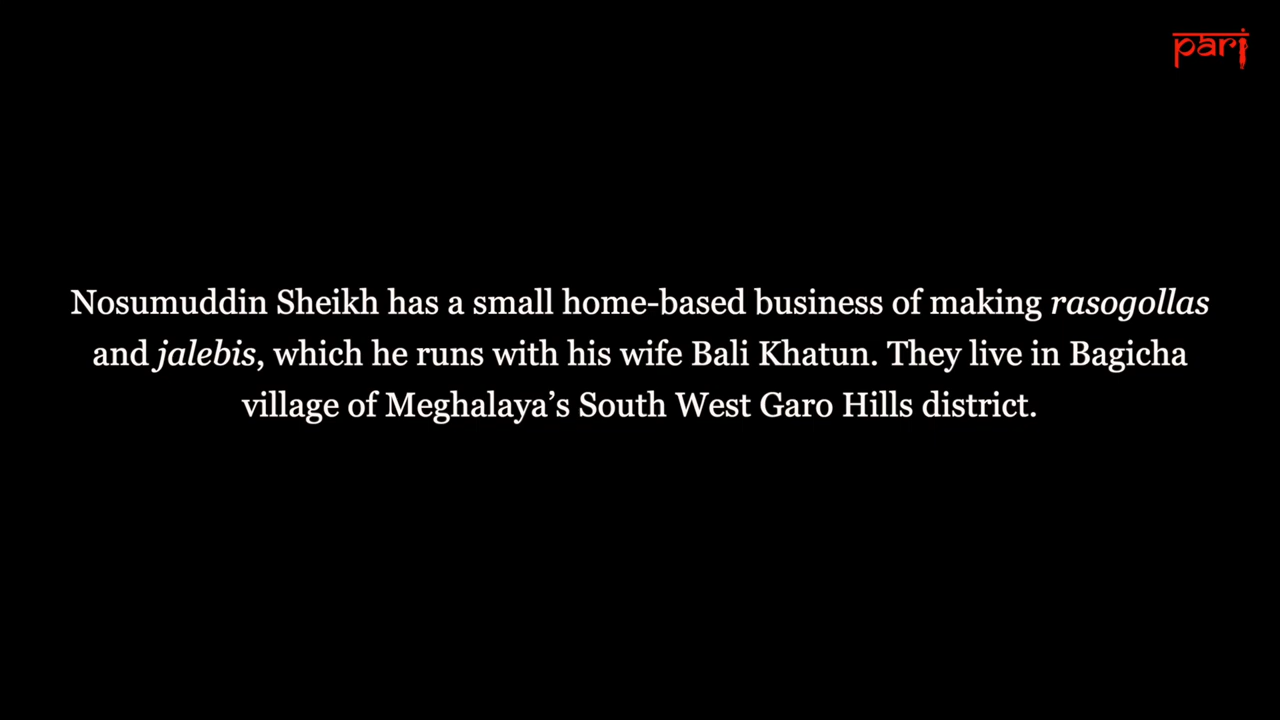 pari
Nosumuddin Sheikh has a small home-based business of making rasogollas
and jalebis, which he runs with his wife Bali Khatun. They live in Bagicha
village of Meghalaya’s South West Garo Hills district.